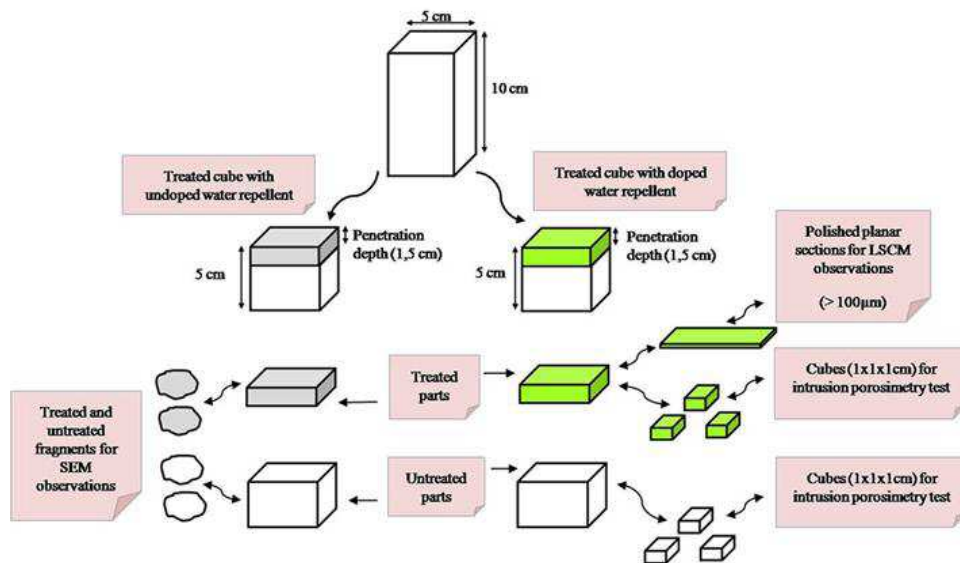 5 cm
10 cm
Treated cube with
undoped water repellent
Treated cube with doped
water repellent
Penetration
depth (1,5 cm)
5 cm
Penetration
depth (1,5 cm)
5 cm
Polished planar
sections for LSCM
observations
(> 100μm)
Treated
parts
Cubes (1x1x1cm) for
intrusion porosimetry test
Treated and
untreated
fragments for
SEM
observations
Untreated
parts
Cubes (1x1x1cm) for
intrusion porosimetry test